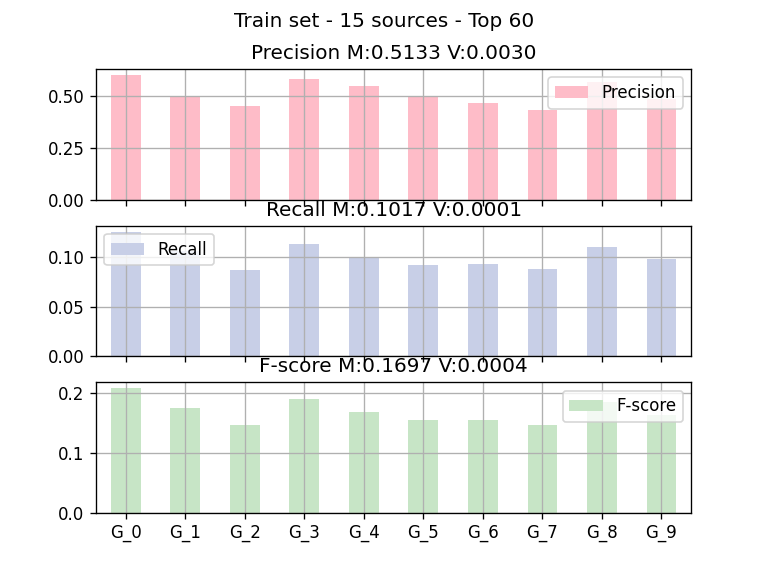 Train set - 15 sources - Top 60
Precision M:0.5133 V:0.0030
0.50
0.25
0.00
Precision
Recall M:0.1017 V:0.0001
0.10
0.05
0.00
Recall
F-score M:0.1697 V:0.0004
0.2
0.1
0.0
F-score
G_0 G_1 G_2 G_3 G_4 G_5 G_6 G_7 G_8 G_9